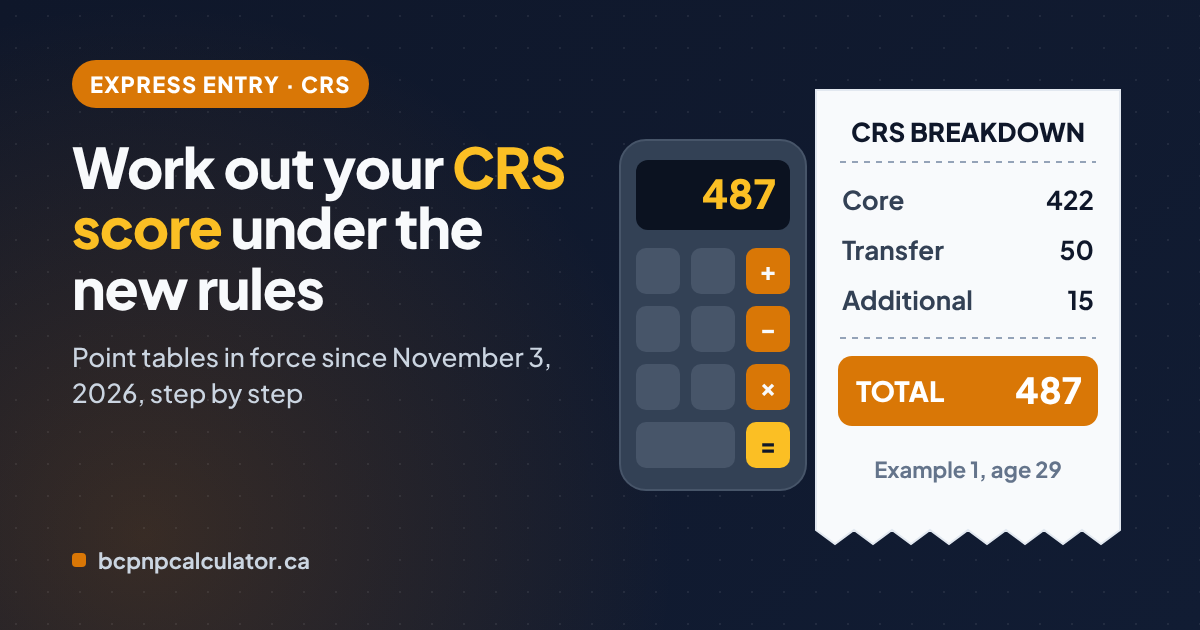 EXPRESS ENTRY · CRS
Work out your CRS
score under the
new rules
Point tables in force since November 3,
2026, step by step
bcpnpcalculator.ca
487
+
−
×
=
CRS BREAKDOWN
Core 422
Transfer 50
Additional 15
TOTAL 487
Example 1, age 29